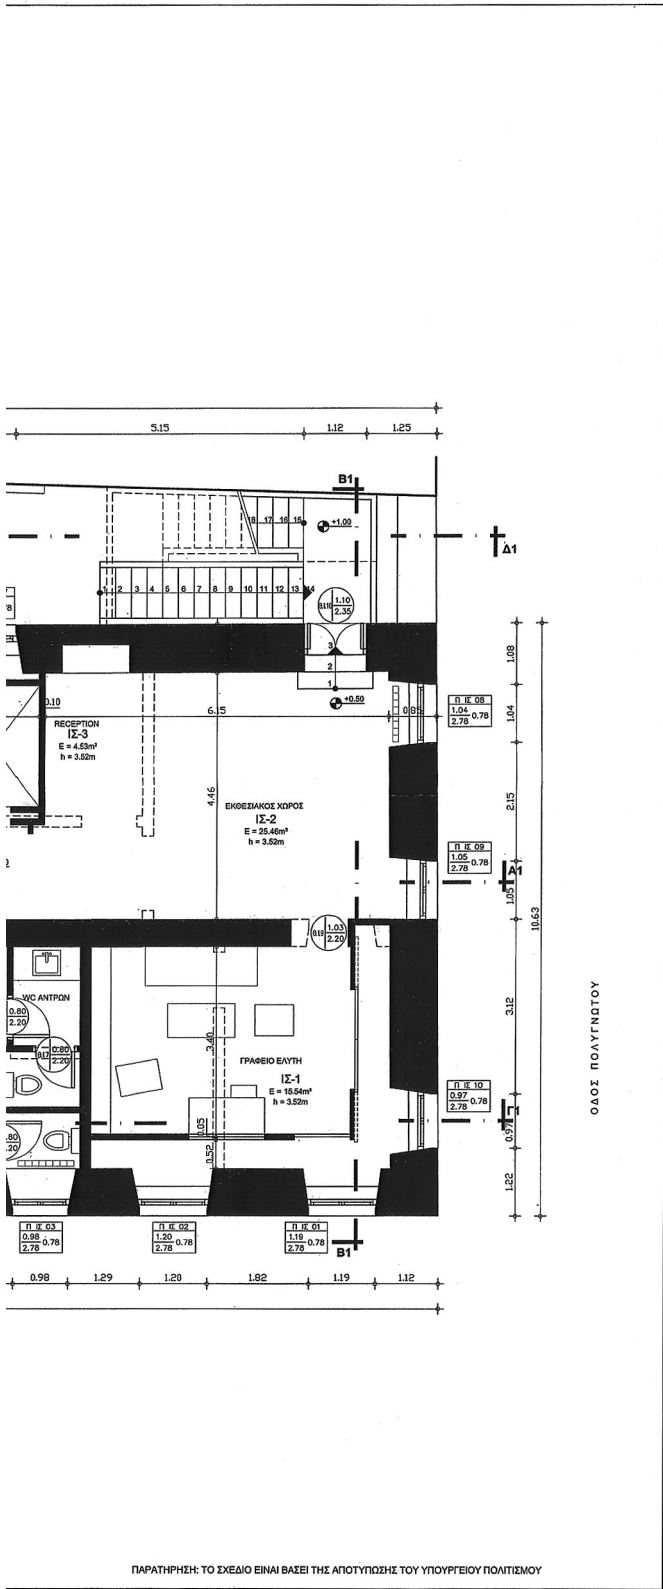 5.15 1.12 1.25
B1
18 17 16 15
+1.00
Δ1
1 2 3 4 5 6 7 8 9 10 11 12 13 14
1.10
2.35
3
2
1
+0.50
1.08
0.10
6.15
0.85
Π ΙΣ 08
1.04
2.78 0.78
1.04
RECEPTION
ΙΣ-3
E = 4.53m²
h = 3.52m
4.46
ΕΚΘΕΣΙΑΚΟΣ ΧΩΡΟΣ
ΙΣ-2
E = 25.46m²
h = 3.52m
2.15
Π ΙΣ 09
1.05
2.78 0.78
A1
1.05
10.63
1.03
2.20
WC ΑΝΤΡΩΝ
0.80
2.20
0.80
2.20
3.40
ΓΡΑΦΕΙΟ ΕΛΥΤΗ
ΙΣ-1
E = 15.54m²
h = 3.52m
3.12
ΟΔΟΣ ΠΟΛΥΓΝΩΤΟΥ
Π ΙΣ 10
0.97
2.78 0.78
Γ1
0.97
0.05
0.52
1.22
Π ΙΣ 03
0.98
2.78 0.78
Π ΙΣ 02
1.20
2.78 0.78
Π ΙΣ 01
1.19
2.78 0.78
B1
0.98 1.29 1.20 1.82 1.19 1.12
ΠΑΡΑΤΗΡΗΣΗ: ΤΟ ΣΧΕΔΙΟ ΕΙΝΑΙ ΒΑΣΕΙ ΤΗΣ ΑΠΟΤΥΠΩΣΗΣ ΤΟΥ ΥΠΟΥΡΓΕΙΟΥ ΠΟΛΙΤΙΣΜΟΥ